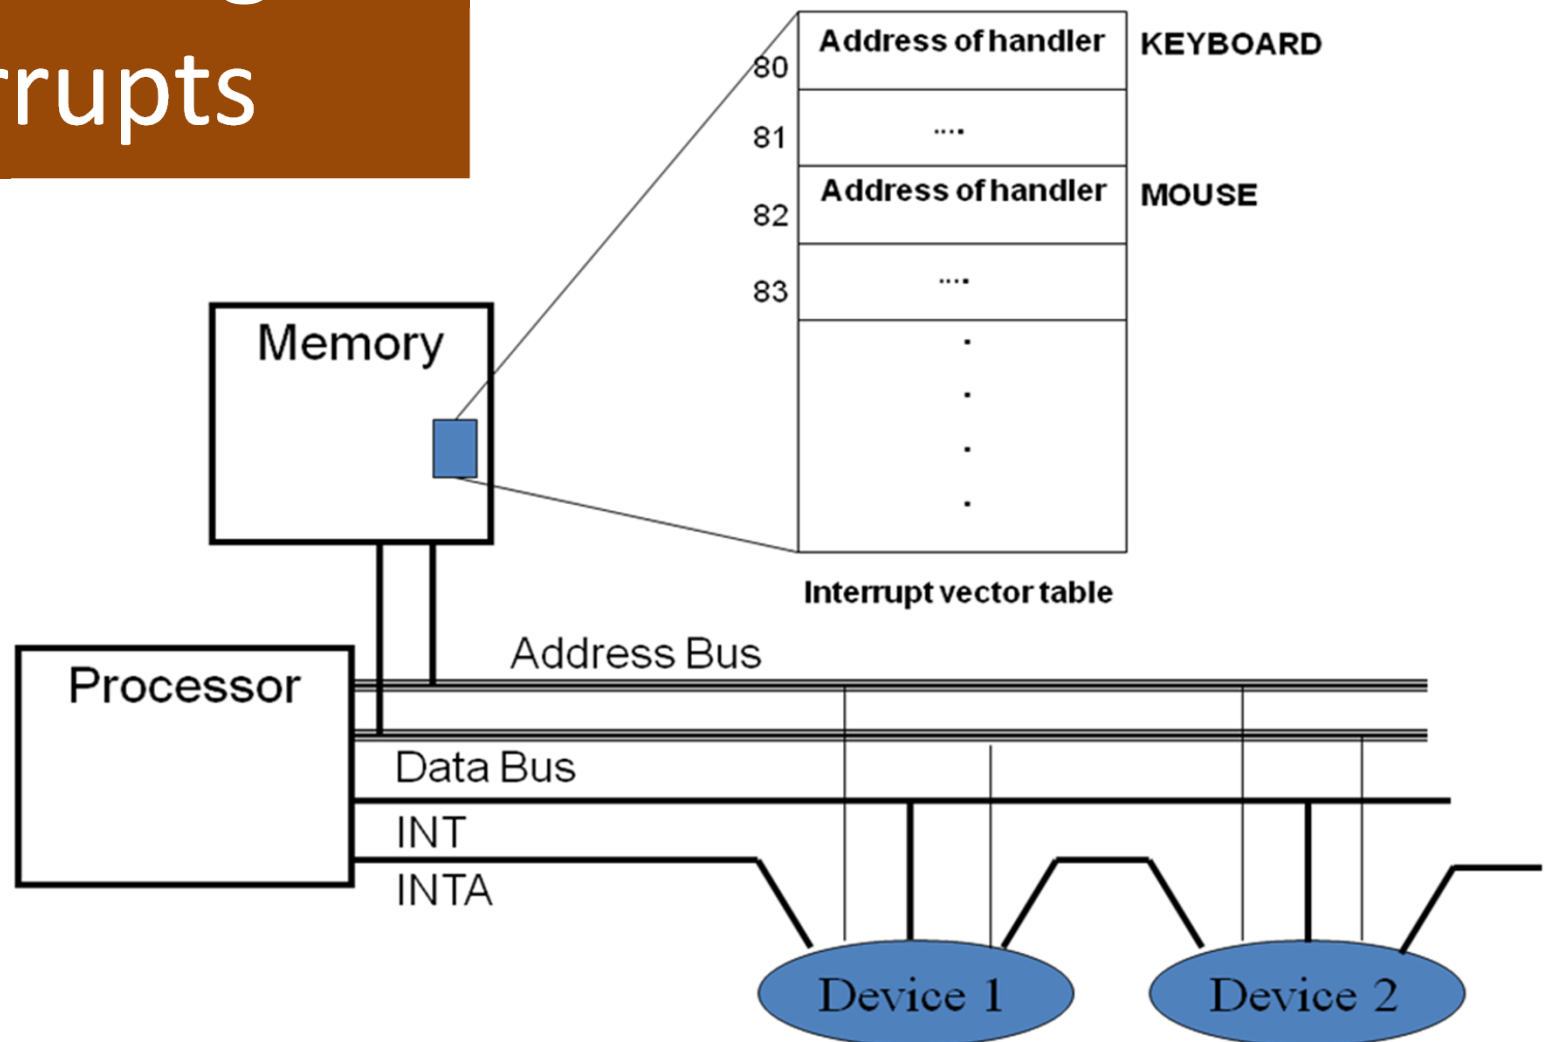 rrupts
80 Address of handler KEYBOARD
81 ....
82 Address of handler MOUSE
83 ....
Memory
Interrupt vector table
Address Bus
Processor
Data Bus
INT
INTA
Device 1
Device 2